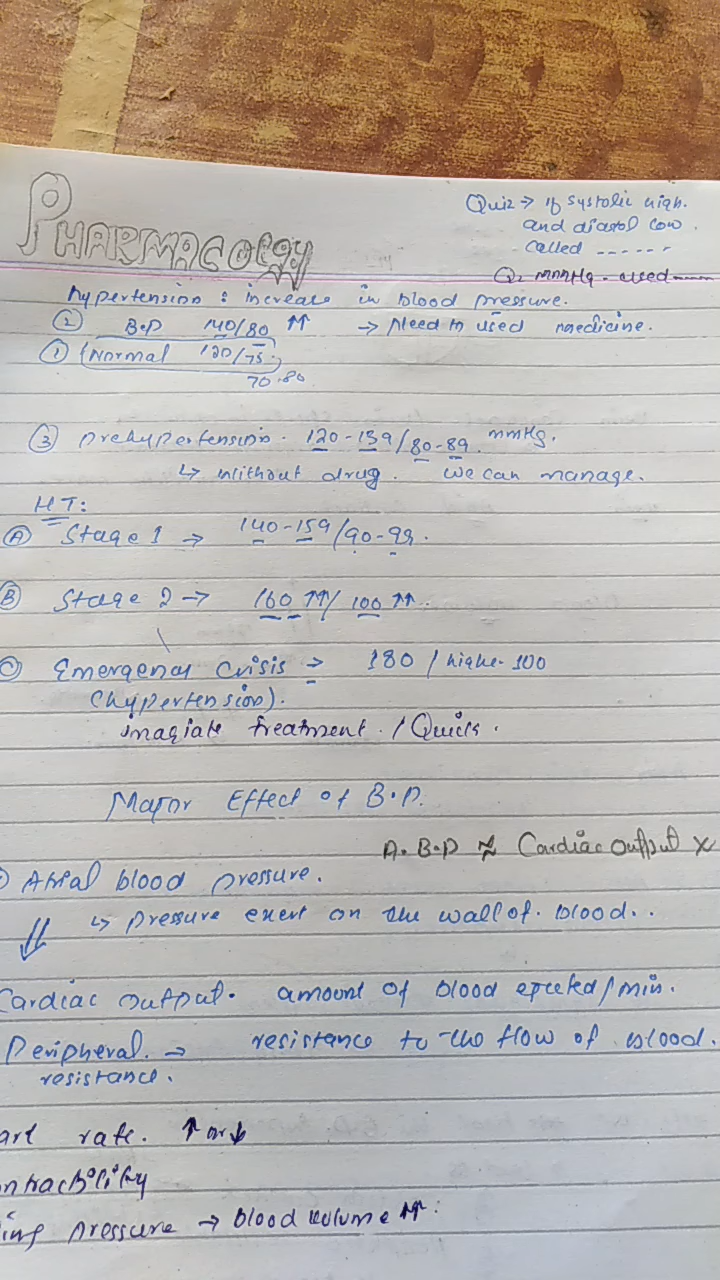 Quiz → if systolic high.
and diastol low.
called ------
PHARMACOLOGY
Q2 mmHg - used ----
hypertension : increase in blood pressure.
② B.P 140/80 ↑↑ → Need to used medicine.
① (Normal 120/75.
70.80
③ prehypertension. 120-139/80-89 mmHg.
↳ without drug. We can manage.
HT:
Ⓐ Stage 1 → 140-159/90-99.
Ⓑ Stage 2 → 160 ↑↑/ 100 ↑↑.
Ⓒ Emergency Crisis → 180 / highe- 100
(hypertension).
imagiate treatment. / Quick.
Major Effect of B.P.
A. B.P ≈ Cardiac output ×
blood pressure.
↳ pressure exert on the wall of. blood..
Cardiac output. amount of blood ejected/min.
Peripheral. → resistance to the flow of blood.
resistance.
art rate. ↑ or ↓
pressure → blood volume ↑↑.